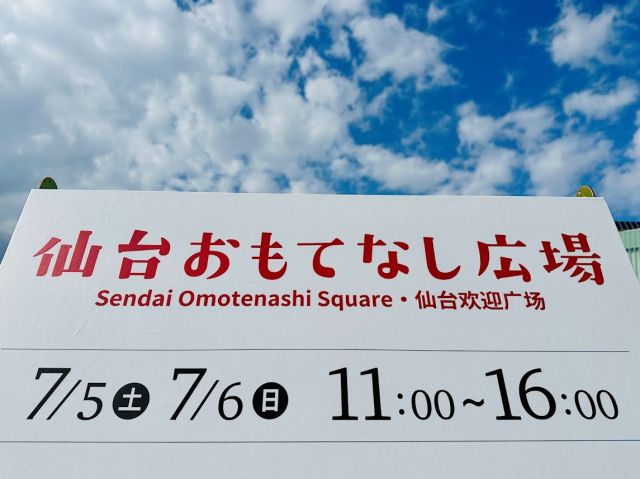 仙台おもてなし広場
Sendai Omotenashi Square・仙台欢迎广场
7/5土 7/6日 11:00~16:00